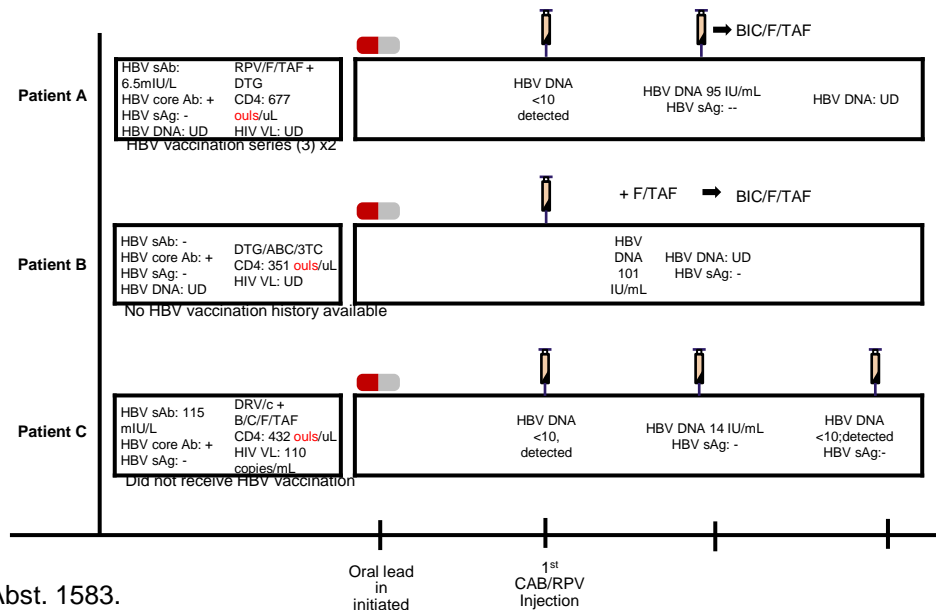 BIC/F/TAF
Patient A
HBV sAb:
6.5mIU/L
HBV core Ab: +
HBV sAg: -
HBV DNA: UD
RPV/F/TAF +
DTG
CD4: 677
ouls/uL
HIV VL: UD
HBV DNA
<10
detected
HBV DNA 95 IU/mL
HBV sAg: --
HBV DNA: UD
HBV vaccination series (3) x2
+ F/TAF
BIC/F/TAF
Patient B
HBV sAb: -
HBV core Ab: +
HBV sAg: -
HBV DNA: UD
DTG/ABC/3TC
CD4: 351 ouls/uL
HIV VL: UD
HBV
DNA
101
IU/mL
HBV DNA: UD
HBV sAg: -
No HBV vaccination history available
Patient C
HBV sAb: 115
mIU/L
HBV core Ab: +
HBV sAg: -
DRV/c +
B/C/F/TAF
CD4: 432 ouls/uL
HIV VL: 110
copies/mL
HBV DNA
<10,
detected
HBV DNA 14 IU/mL
HBV sAg: -
HBV DNA
<10;detected
HBV sAg:-
Did not receive HBV vaccination
Oral lead
in
initiated
1st
CAB/RPV
Injection
Abst. 1583.